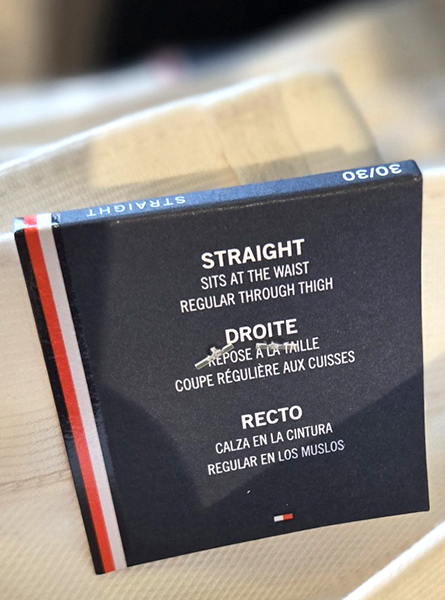 STRAIGHT 30/30
STRAIGHT
SITS AT THE WAIST
REGULAR THROUGH THIGH
DROITE
REPOSE À LA TAILLE
COUPE RÉGULIÈRE AUX CUISSES
RECTO
CALZA EN LA CINTURA
REGULAR EN LOS MUSLOS